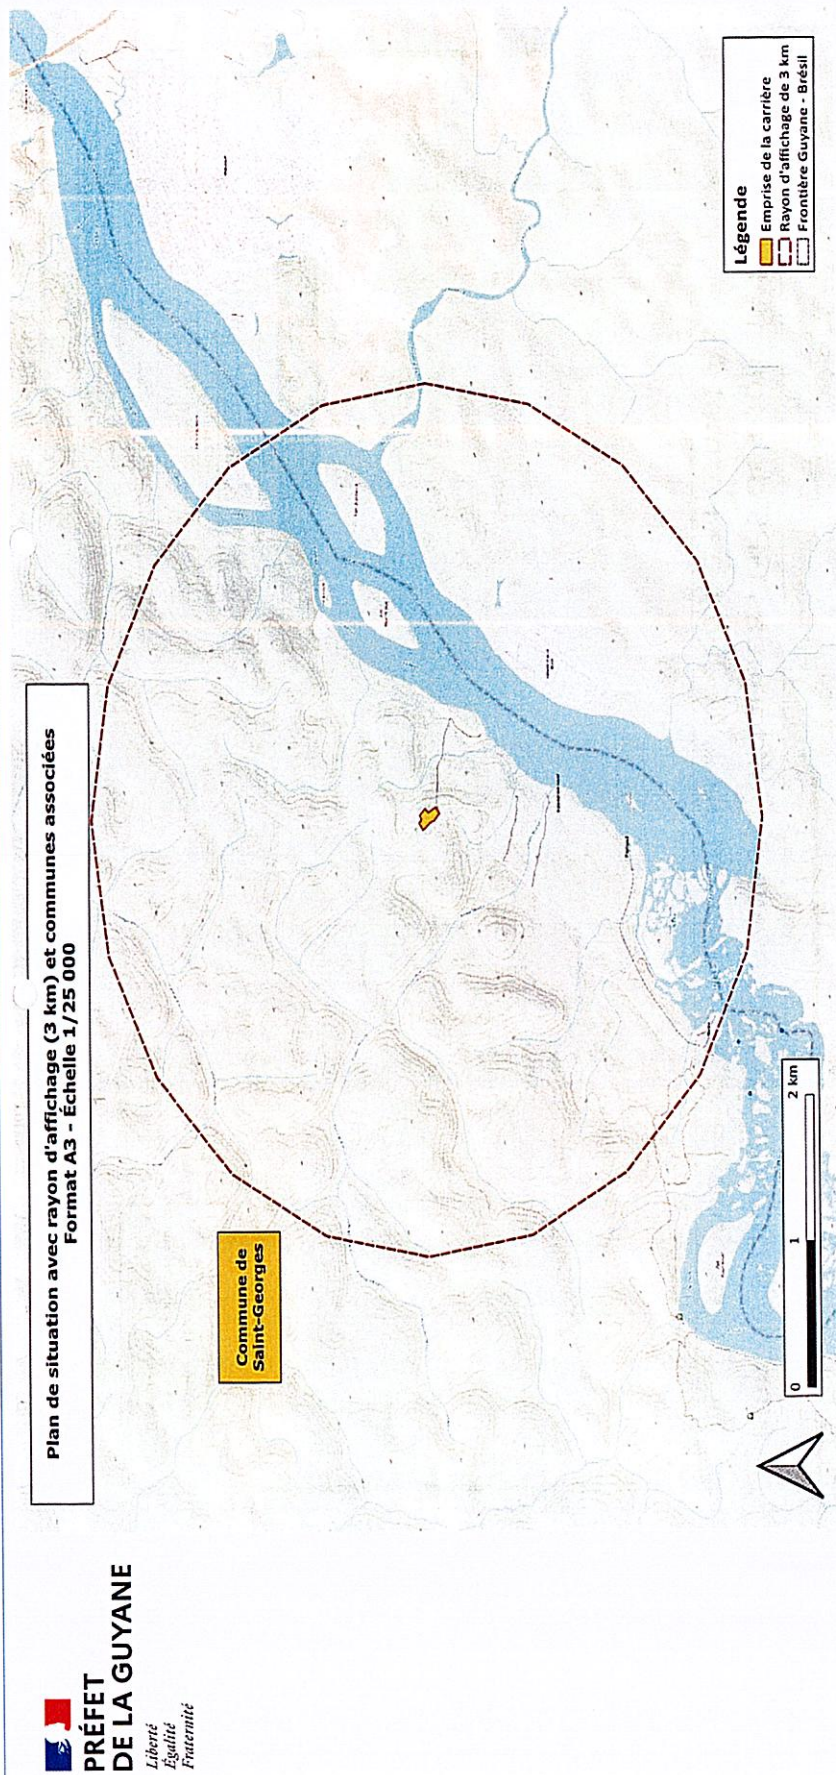 PRÉFET
DE LA GUYANE
Liberté
Égalité
Fraternité
Plan de situation avec rayon d'affichage (3 km) et communes associées
Format A3 - Échelle 1/25 000
Commune de
Saint-Georges
0 1 2 km
Légende
Emprise de la carrière
Rayon d'affichage de 3 km
Frontière Guyane - Brésil